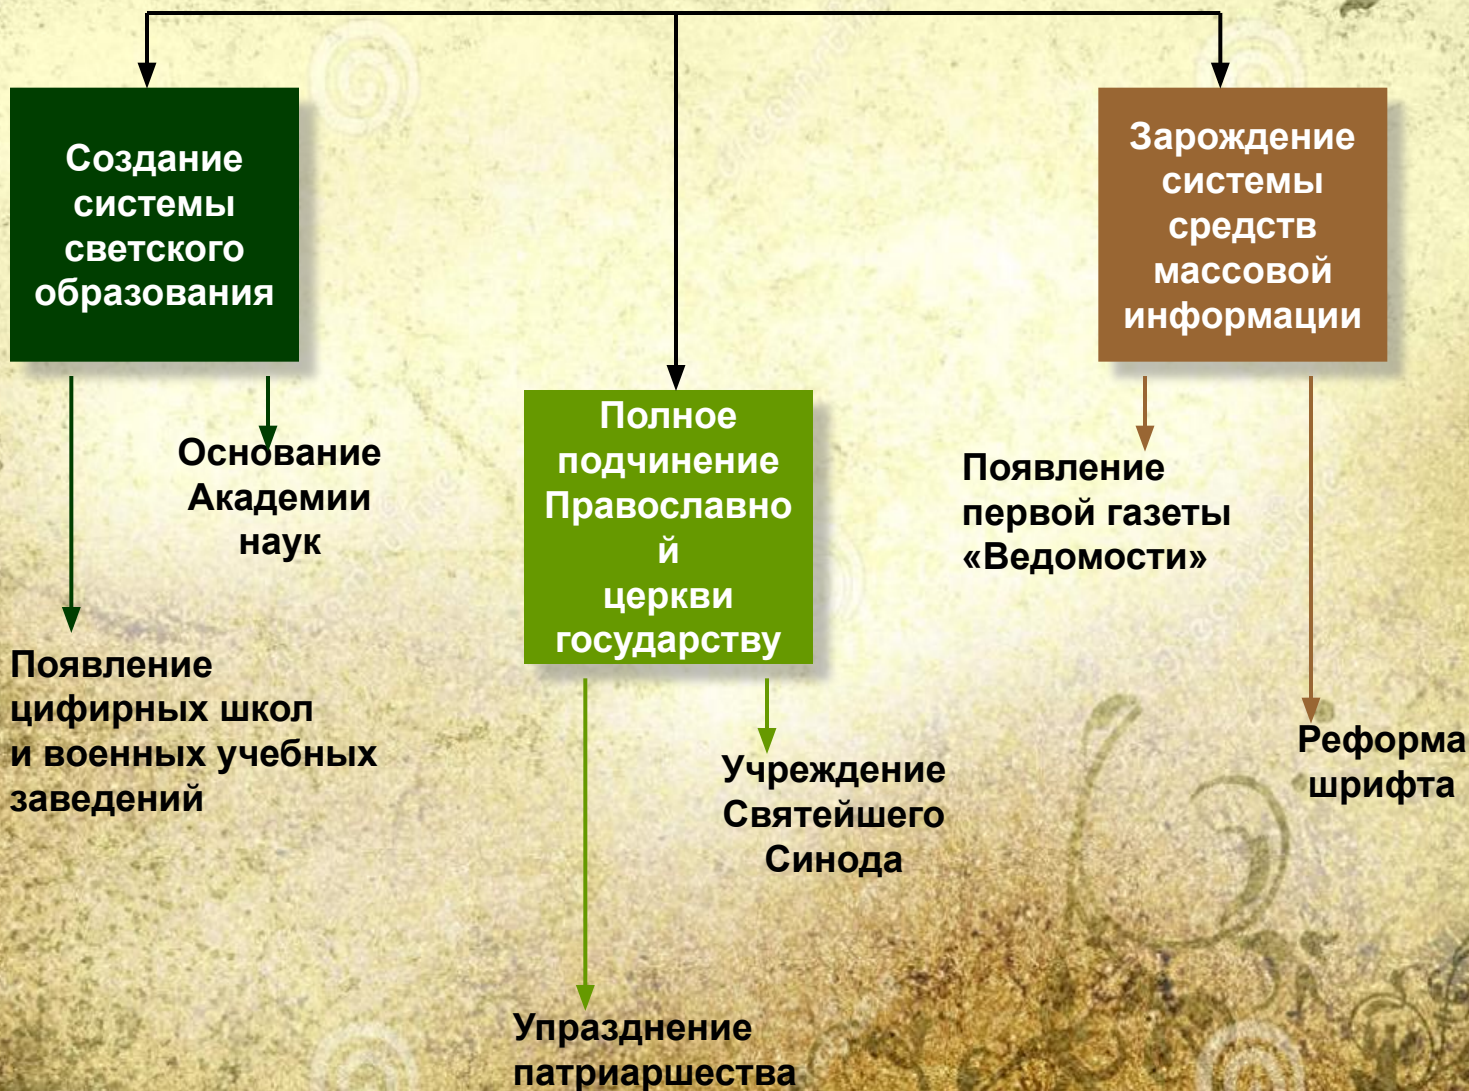 Создание
системы
светского
образования
Основание
Академии
наук
Появление
цифирных школ
и военных учебных
заведений
Полное
подчинение
Православно
й
церкви
государству
Учреждение
Святейшего
Синода
Упразднение
патриаршества
Зарождение
системы
средств
массовой
информации
Появление
первой газеты
«Ведомости»
Реформа
шрифта